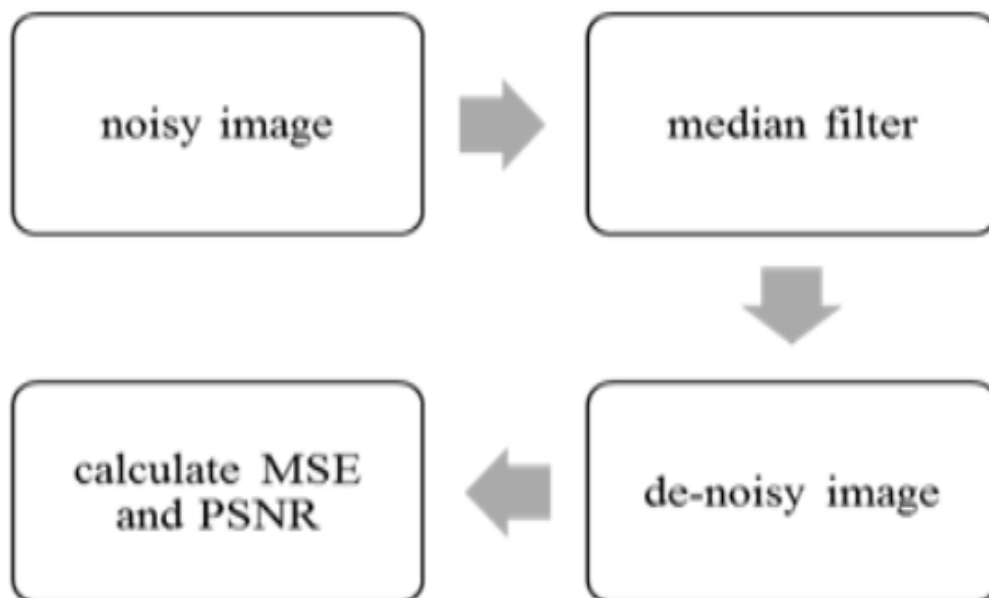 noisy image
median filter
de-noisy image
calculate MSE
and PSNR